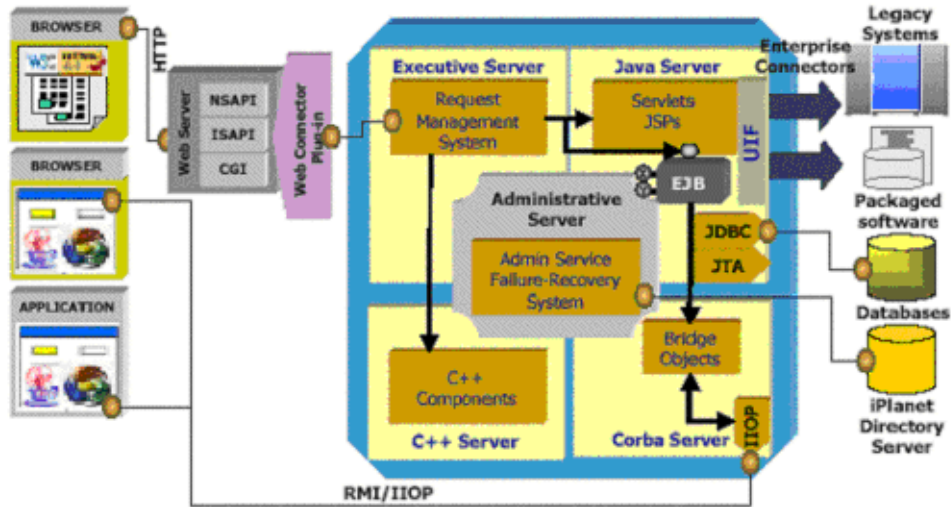 BROWSER
HTTP
BROWSER
APPLICATION
Web Server
NSAPI
ISAPI
CGI
Web Connector
Plug-in
Executive Server
Request
Management
System
Java Server
Servlets
JSPs
UIF
EJB
Administrative
Server
Admin Service
Failure-Recovery
System
JDBC
JTA
C++
Components
C++ Server
Bridge
Objects
Corba Server
IIOP
RMI/IIOP
Enterprise
Connectors
Legacy
Systems
Packaged
software
Databases
iPlanet
Directory
Server